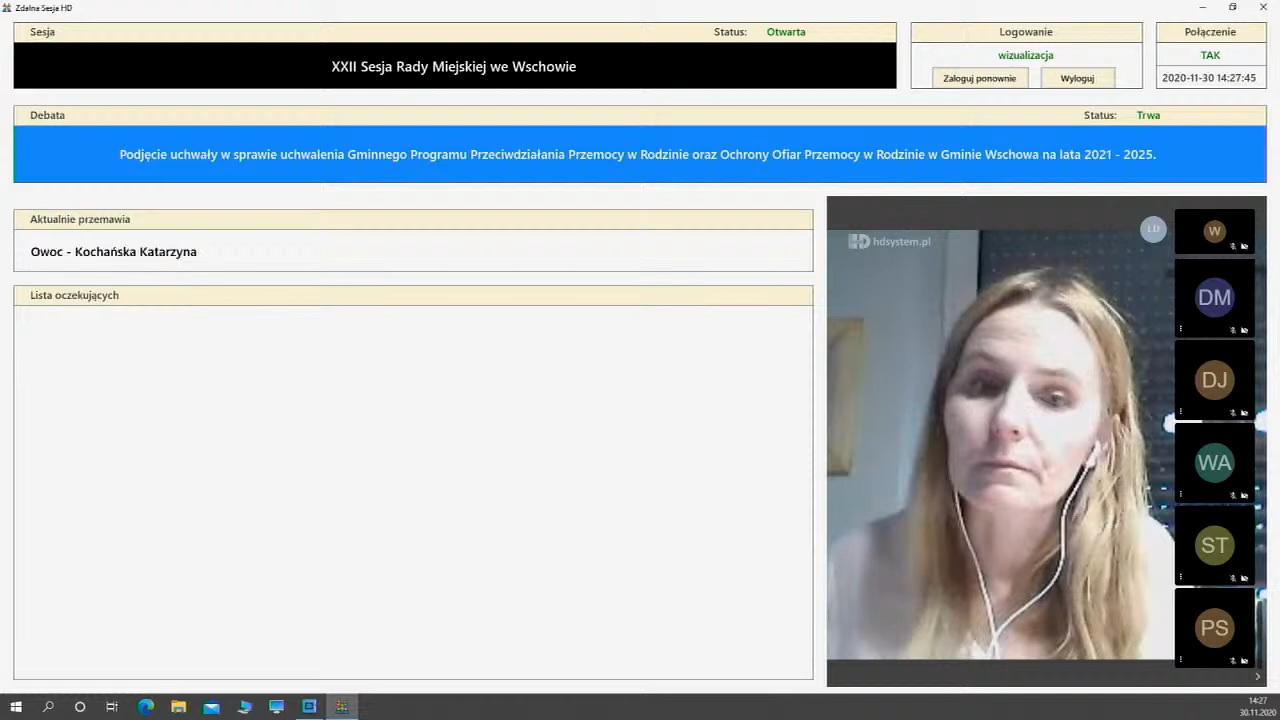 Zdalna Sesja HD
Sesja
Status: Otwarta
XXII Sesja Rady Miejskiej we Wschowie
Logowanie
wizualizacja
Zaloguj ponownie
Wyloguj
Połączenie
TAK
2020-11-30 14:27:45
Debata
Status: Trwa
Podjęcie uchwały w sprawie uchwalenia Gminnego Programu Przeciwdziałania Przemocy w Rodzinie oraz Ochrony Ofiar Przemocy w Rodzinie w Gminie Wschowa na lata 2021 - 2025.
Aktualnie przemawia
Owoc - Kochańska Katarzyna
Lista oczekujących
HD hdsystem.pl
LD
W
DM
DJ
WA
ST
PS
14:27
30.11.2020